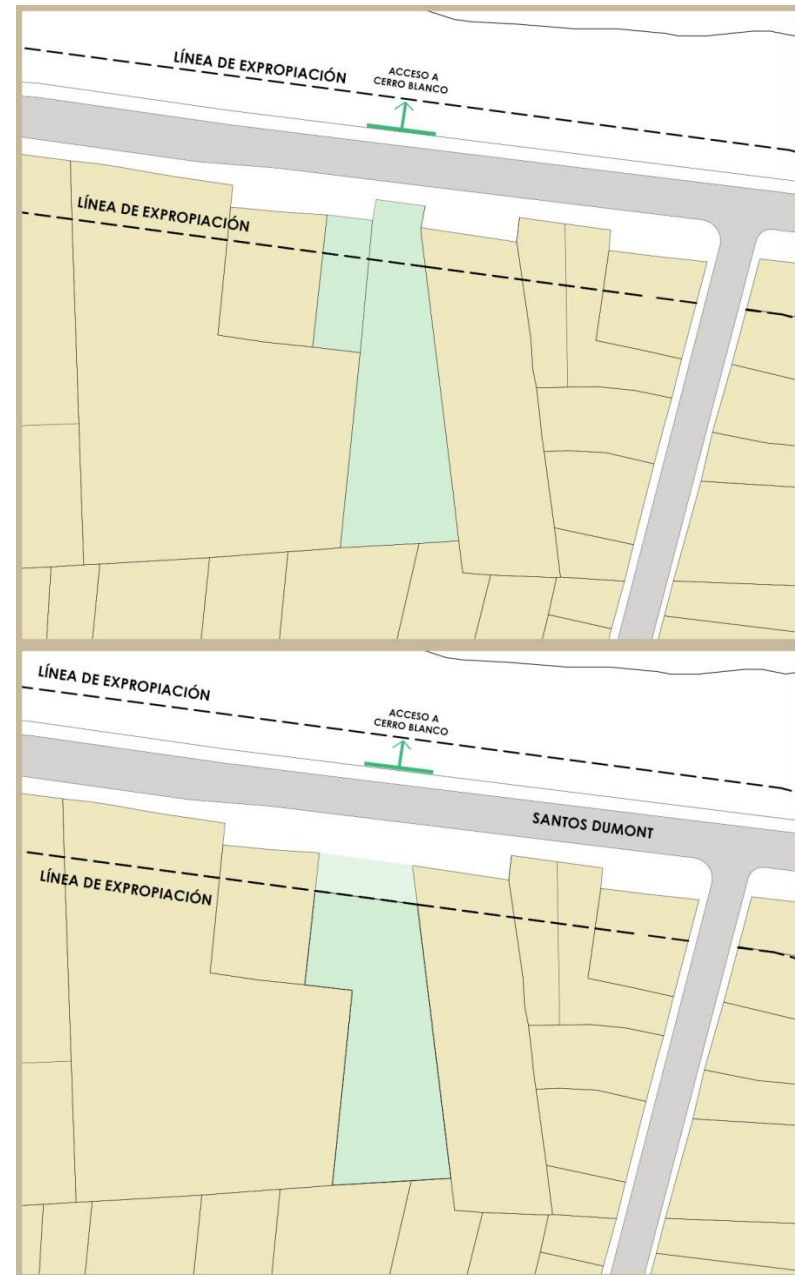 LÍNEA DE EXPROPIACIÓN
ACCESO A
CERRO BLANCO
LÍNEA DE EXPROPIACIÓN
LÍNEA DE EXPROPIACIÓN
ACCESO A
CERRO BLANCO
SANTOS DUMONT
LÍNEA DE EXPROPIACIÓN